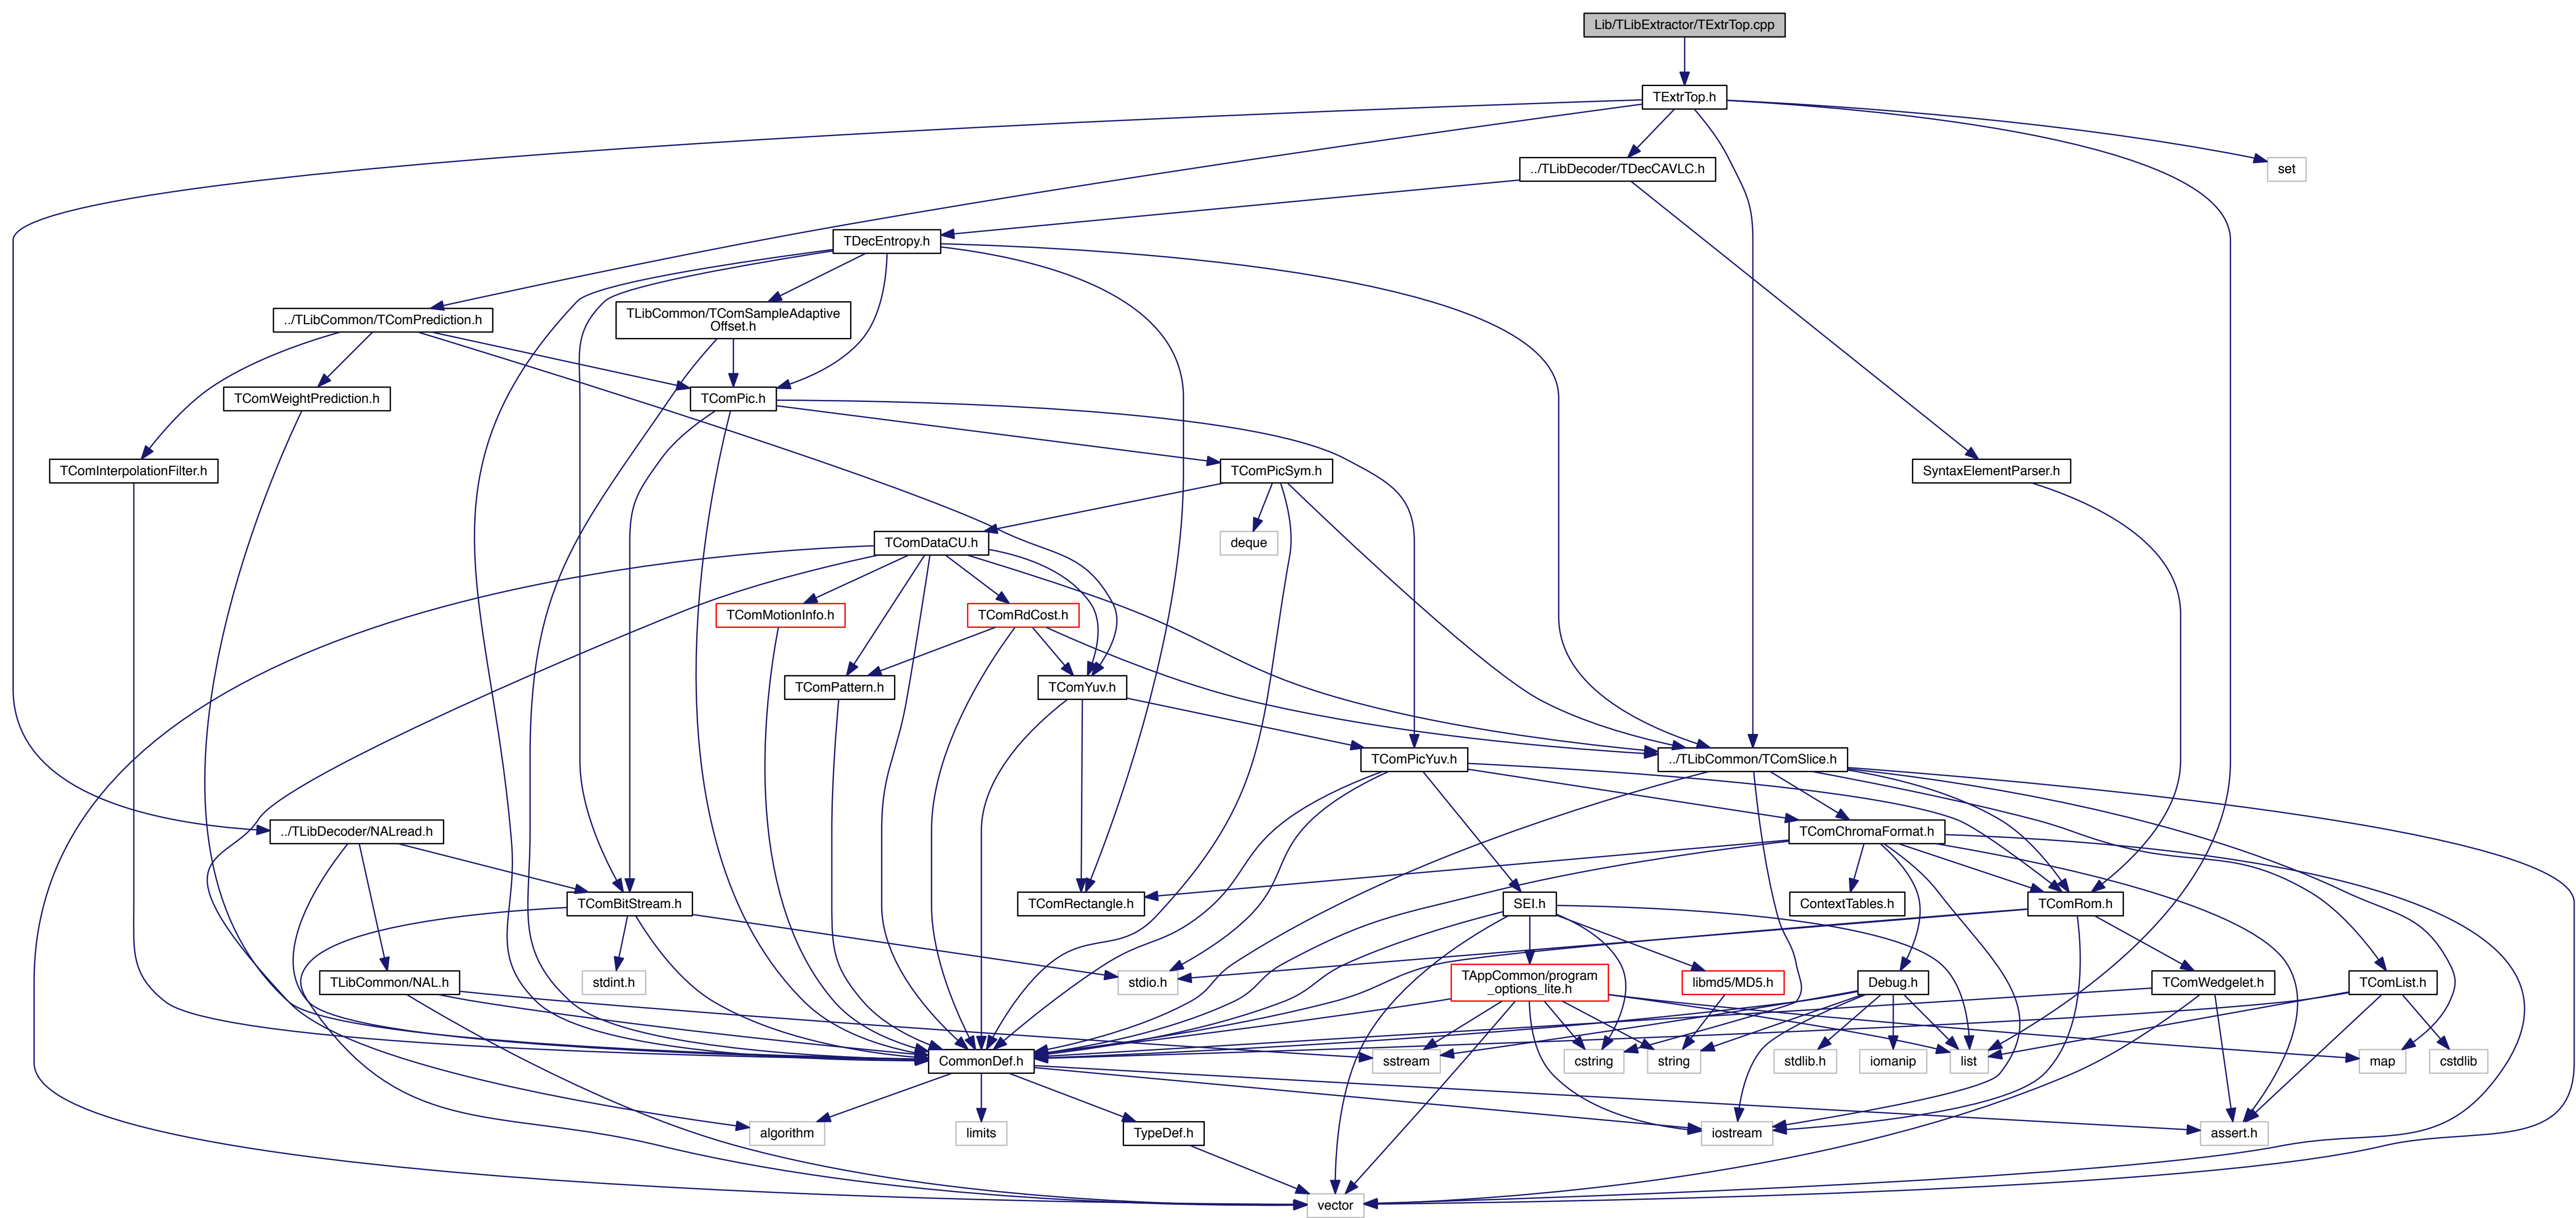 Lib/TLibExtractor/TExtrTop.cpp
TExtrTop.h
../TLibDecoder/TDecCAVLC.h
set
TDecEntropy.h
../TLibCommon/TComPrediction.h
TLibCommon/TComSampleAdaptive
Offset.h
TComWeightPrediction.h
TComPic.h
TComInterpolationFilter.h
TComPicSym.h
SyntaxElementParser.h
TComDataCU.h
deque
TComMotionInfo.h
TComRdCost.h
TComPattern.h
TComYuv.h
TComPicYuv.h
../TLibCommon/TComSlice.h
../TLibDecoder/NALread.h
TComChromaFormat.h
TComBitStream.h
TComRectangle.h
SEI.h
ContextTables.h
TComRom.h
TLibCommon/NAL.h
stdint.h
stdio.h
TAppCommon/program
_options_lite.h
libmd5/MD5.h
Debug.h
TComWedgelet.h
TComList.h
CommonDef.h
sstream
cstring
string
stdlib.h
iomanip
list
map
cstdlib
algorithm
limits
TypeDef.h
iostream
assert.h
vector